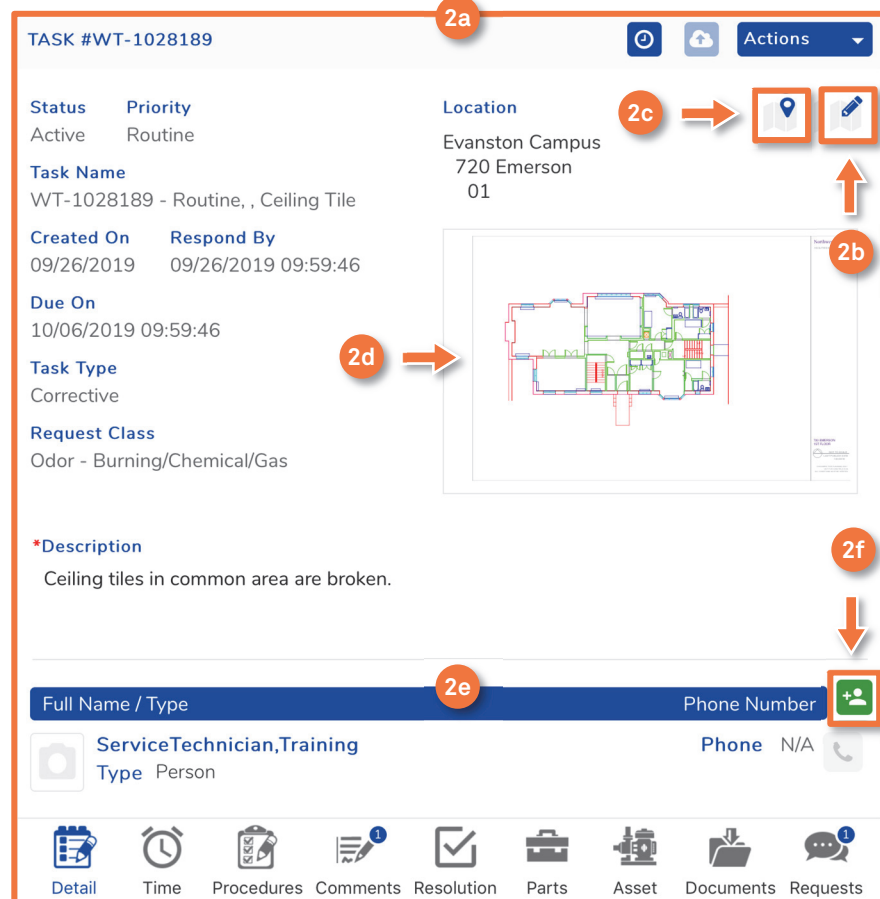 2a
TASK #WT-1028189
Actions
Status Priority
Active Routine
Task Name
WT-1028189 - Routine, , Ceiling Tile
Created On Respond By
09/26/2019 09/26/2019 09:59:46
Due On
10/06/2019 09:59:46
Task Type
Corrective
Request Class
Odor - Burning/Chemical/Gas
Location
Evanston Campus
720 Emerson
01
2c
2b
2d
*Description
Ceiling tiles in common area are broken.
2f
2e
Full Name / Type Phone Number
ServiceTechnician,Training Phone N/A
Type Person
1 1
Detail Time Procedures Comments Resolution Parts Asset Documents Requests